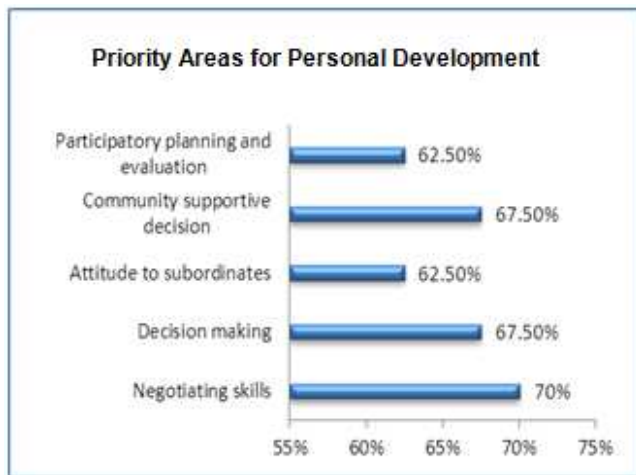 Priority Areas for Personal Development
Participatory planning and
evaluation
62.50%
Community supportive
decision
67.50%
Attitude to subordinates
62.50%
Decision making
67.50%
Negotiating skills
70%
55% 60% 65% 70% 75%